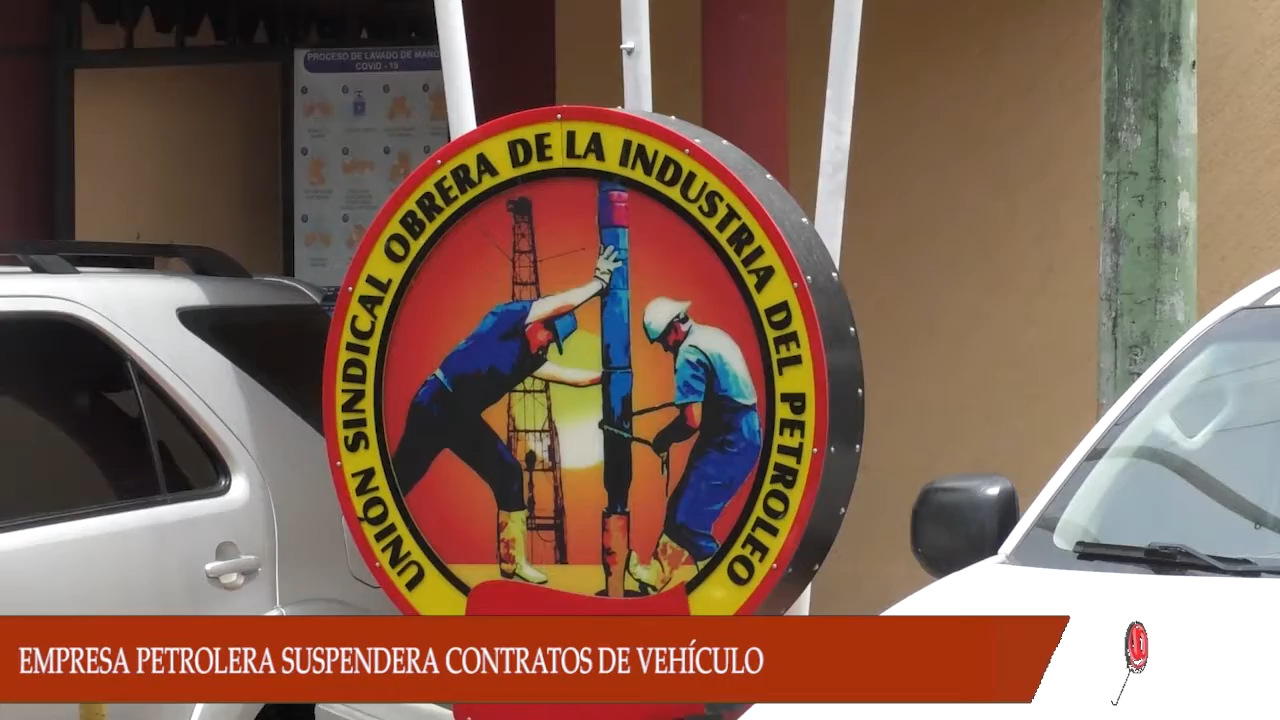 PROCESO DE LAVADO DE MANO
COVID - 19
UNIÓN SINDICAL OBRERA DE LA INDUSTRIA DEL PETROLEO
EMPRESA PETROLERA SUSPENDERA CONTRATOS DE VEHÍCULO